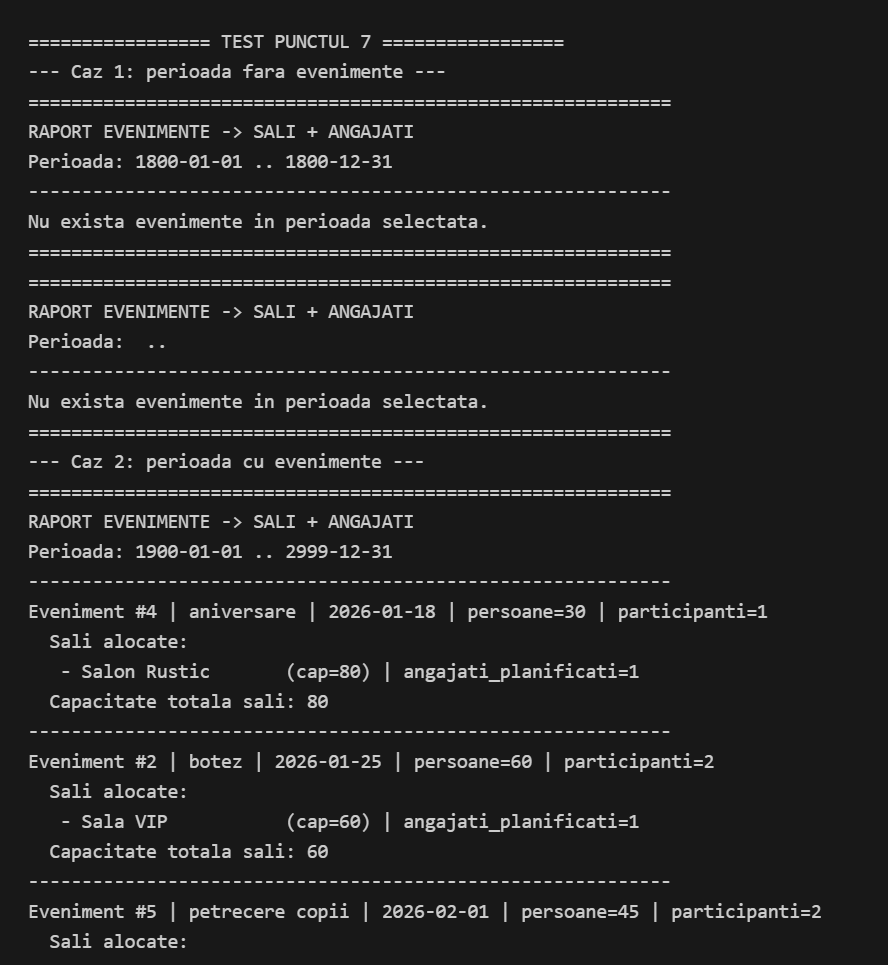 ================= TEST PUNCTUL 7 =================
--- Caz 1: perioada fara evenimente ---
============================================================
RAPORT EVENIMENTE -> SALI + ANGAJATI
Perioada: 1800-01-01 .. 1800-12-31
------------------------------------------------------------
Nu exista evenimente in perioada selectata.
============================================================
============================================================
RAPORT EVENIMENTE -> SALI + ANGAJATI
Perioada:  ..
------------------------------------------------------------
Nu exista evenimente in perioada selectata.
============================================================
--- Caz 2: perioada cu evenimente ---
============================================================
RAPORT EVENIMENTE -> SALI + ANGAJATI
Perioada: 1900-01-01 .. 2999-12-31
------------------------------------------------------------
Eveniment #4 | aniversare | 2026-01-18 | persoane=30 | participanti=1
  Sali alocate:
   - Salon Rustic       (cap=80) | angajati_planificati=1
  Capacitate totala sali: 80
------------------------------------------------------------
Eveniment #2 | botez | 2026-01-25 | persoane=60 | participanti=2
  Sali alocate:
   - Sala VIP           (cap=60) | angajati_planificati=1
  Capacitate totala sali: 60
------------------------------------------------------------
Eveniment #5 | petrecere copii | 2026-02-01 | persoane=45 | participanti=2
  Sali alocate: